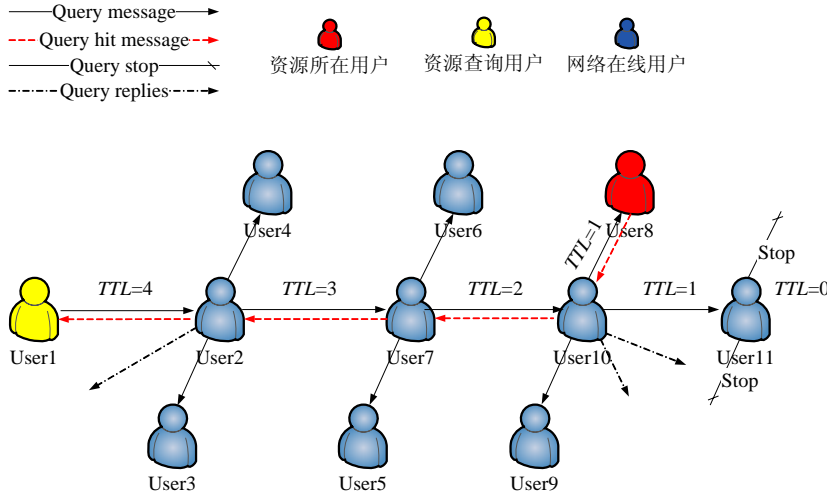 Query message
Query hit message
Query stop
Query replies
资源所在用户
资源查询用户
网络在线用户
User4
User6
User8
TTL=1
Stop
TTL=4
TTL=3
TTL=2
TTL=1
TTL=0
User1
User2
User7
User10
User11
Stop
User3
User5
User9